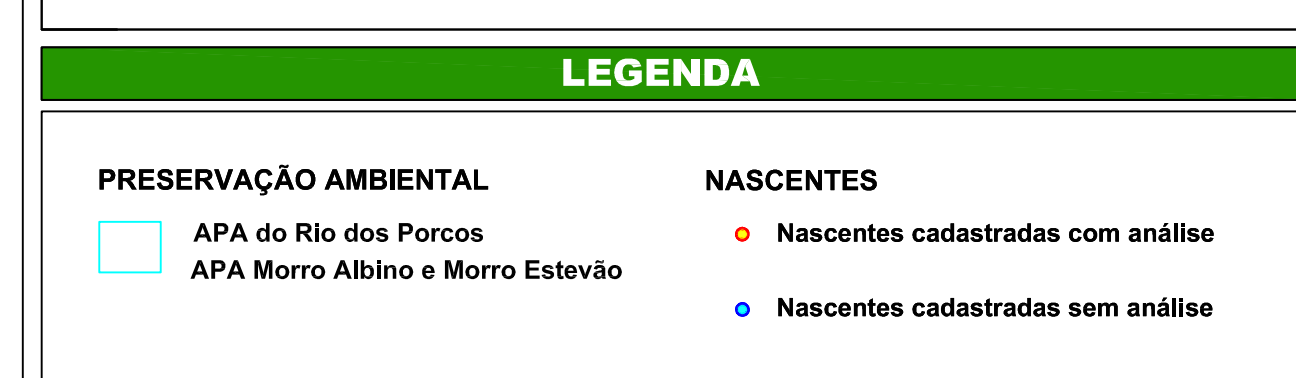 LEGENDA
PRESERVAÇÃO AMBIENTAL
APA do Rio dos Porcos
APA Morro Albino e Morro Estevão
NASCENTES
Nascentes cadastradas com análise
Nascentes cadastradas sem análise